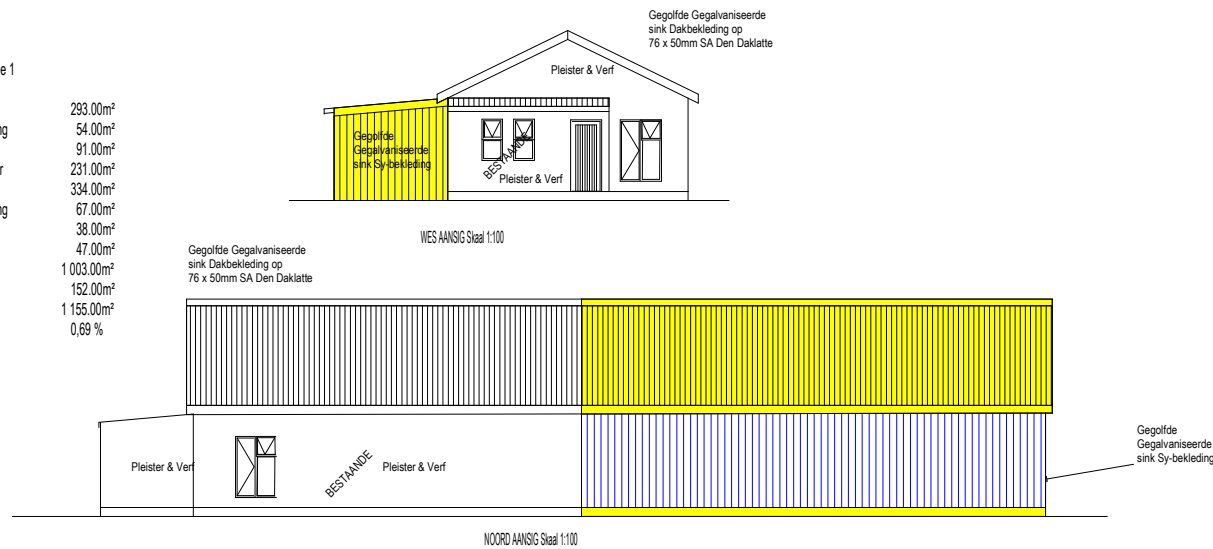 e 1
293.00m²
ng
54.00m²
91.00m²
r
231.00m²
334.00m²
ng
67.00m²
38.00m²
47.00m²
1 003.00m²
152.00m²
1 155.00m²
0,69 %
Gegolfde Gegalvaniseerde
sink Dakbekleding op
76 x 50mm SA Den Daklatte
Pleister & Verf
Gegolfde
Gegalvaniseerde
sink Sy-bekleding
BESTAANDE
Pleister & Verf
WES AANSIG Skaal 1:100
Gegolfde Gegalvaniseerde
sink Dakbekleding op
76 x 50mm SA Den Daklatte
Pleister & Verf
BESTAANDE
Pleister & Verf
Gegolfde
Gegalvaniseerde
sink Sy-bekleding
NOORD AANSIG Skaal 1:100